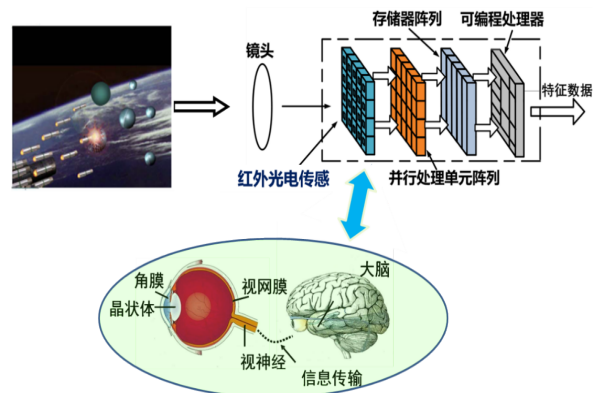 存储器阵列
可编程处理器
镜头
特征数据
红外光电传感
并行处理单元阵列
角膜
晶状体
视网膜
大脑
视神经
信息传输